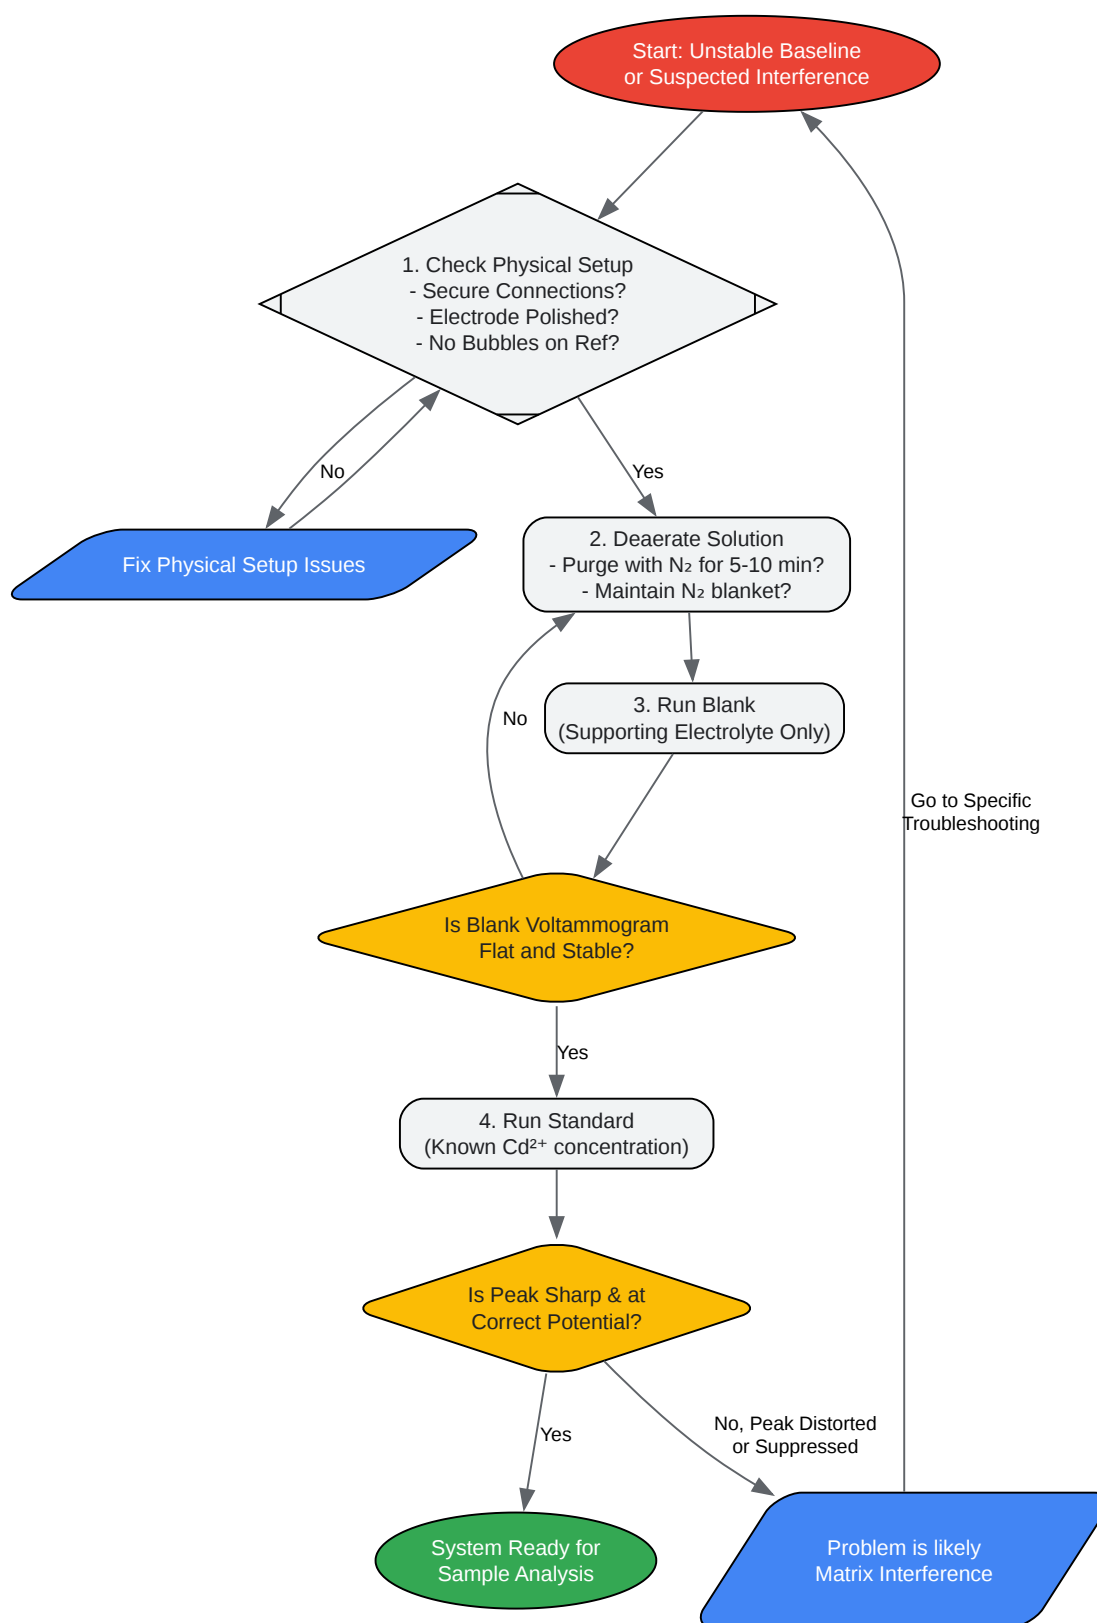 Start: Unstable Baseline
or Suspected Interference
1. Check Physical Setup
- Secure Connections?
- Electrode Polished?
- No Bubbles on Ref?
No
Yes
Fix Physical Setup Issues
2. Deaerate Solution
- Purge with N₂ for 5-10 min?
- Maintain N₂ blanket?
No
3. Run Blank
(Supporting Electrolyte Only)
Go to Specific
Troubleshooting
Is Blank Voltammogram
Flat and Stable?
Yes
4. Run Standard
(Known Cd²⁺ concentration)
Is Peak Sharp & at
Correct Potential?
Yes
No, Peak Distorted
or Suppressed
System Ready for
Sample Analysis
Problem is likely
Matrix Interference